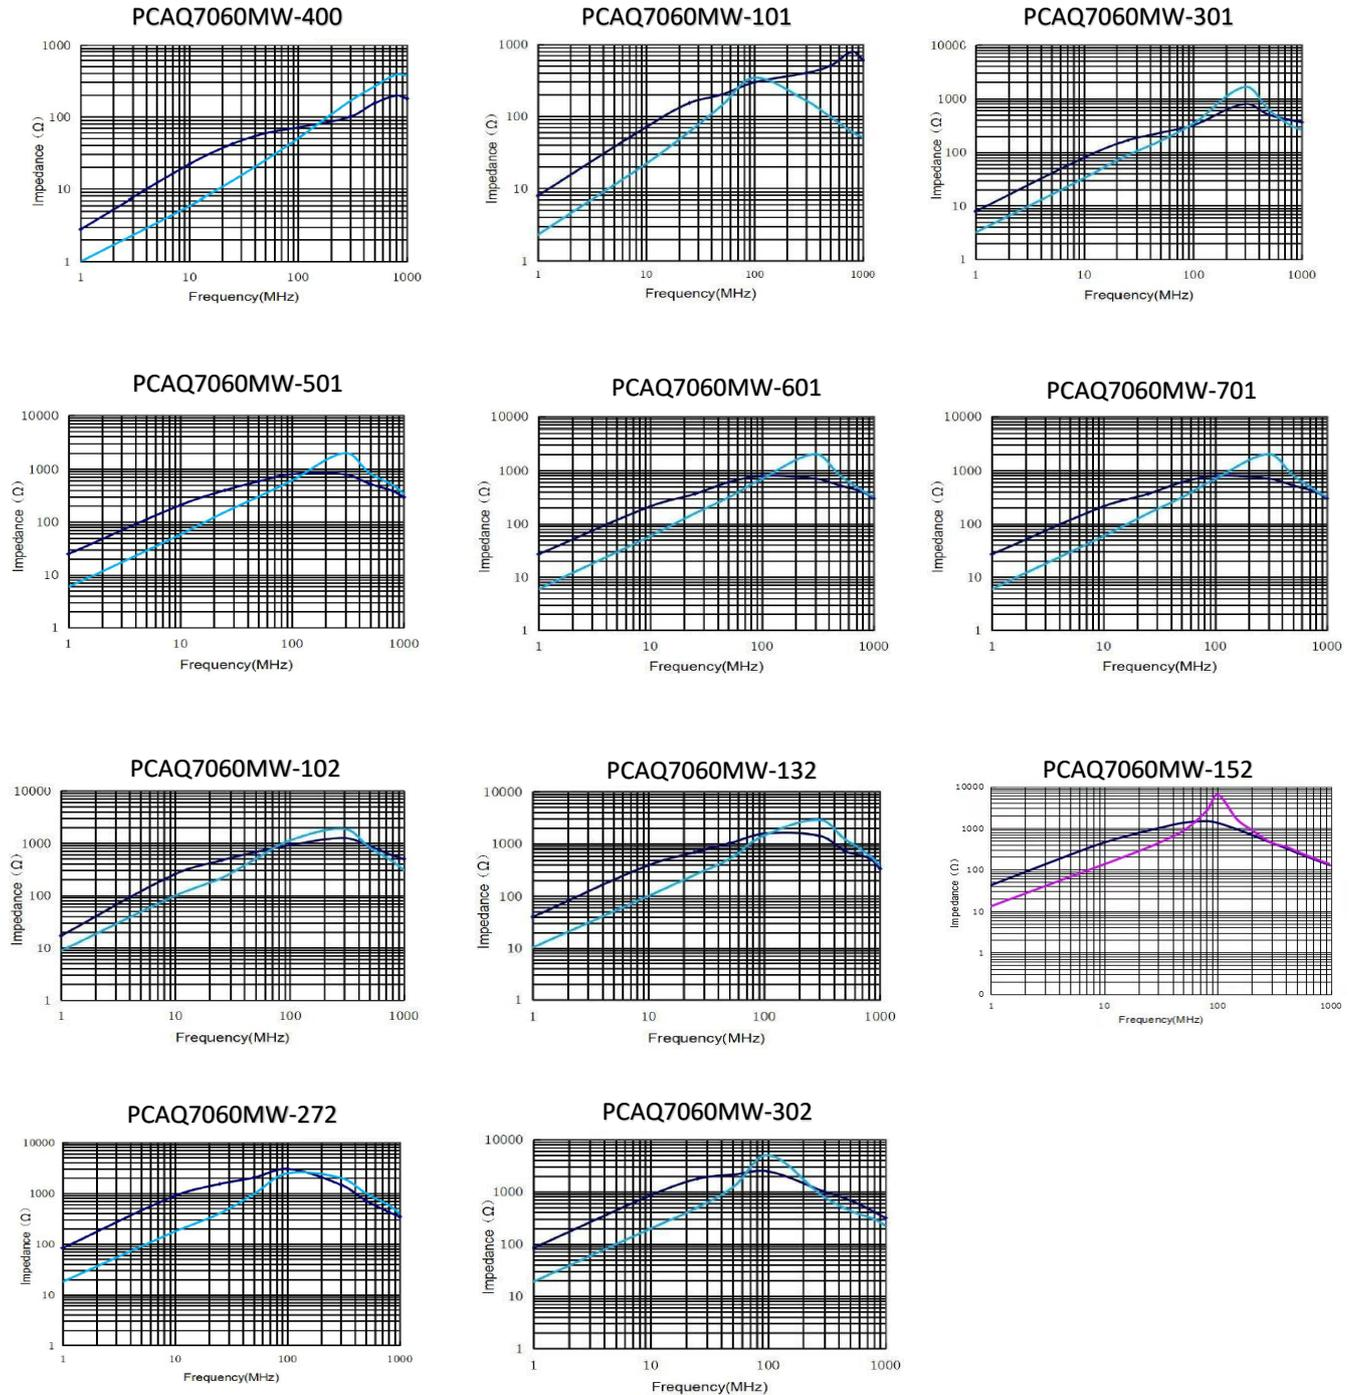 PCAQ7060MW-400
PCAQ7060MW-101
PCAQ7060MW-301
1000
100
10
1
Impedance（Ω）
1 10 100 1000
Frequency(MHz)
1000
100
10
1
Impedance（Ω）
1 10 100 1000
Frequency(MHz)
10000
1000
100
10
1
Impedance（Ω）
1 10 100 1000
Frequency(MHz)
PCAQ7060MW-501
PCAQ7060MW-601
PCAQ7060MW-701
10000
1000
100
10
1
Impedance（Ω）
1 10 100 1000
Frequency(MHz)
10000
1000
100
10
1
Impedance（Ω）
1 10 100 1000
Frequency(MHz)
10000
1000
100
10
1
Impedance（Ω）
1 10 100 1000
Frequency(MHz)
PCAQ7060MW-102
PCAQ7060MW-132
PCAQ7060MW-152
10000
1000
100
10
1
Impedance（Ω）
1 10 100 1000
Frequency(MHz)
10000
1000
100
10
1
Impedance（Ω）
1 10 100 1000
Frequency(MHz)
10000
1000
100
10
1
0
Impedance（Ω）
1 10 100 1000
Frequency(MHz)
PCAQ7060MW-272
PCAQ7060MW-302
10000
1000
100
10
1
Impedance（Ω）
1 10 100 1000
Frequency(MHz)
10000
1000
100
10
1
Impedance（Ω）
1 10 100 1000
Frequency(MHz)